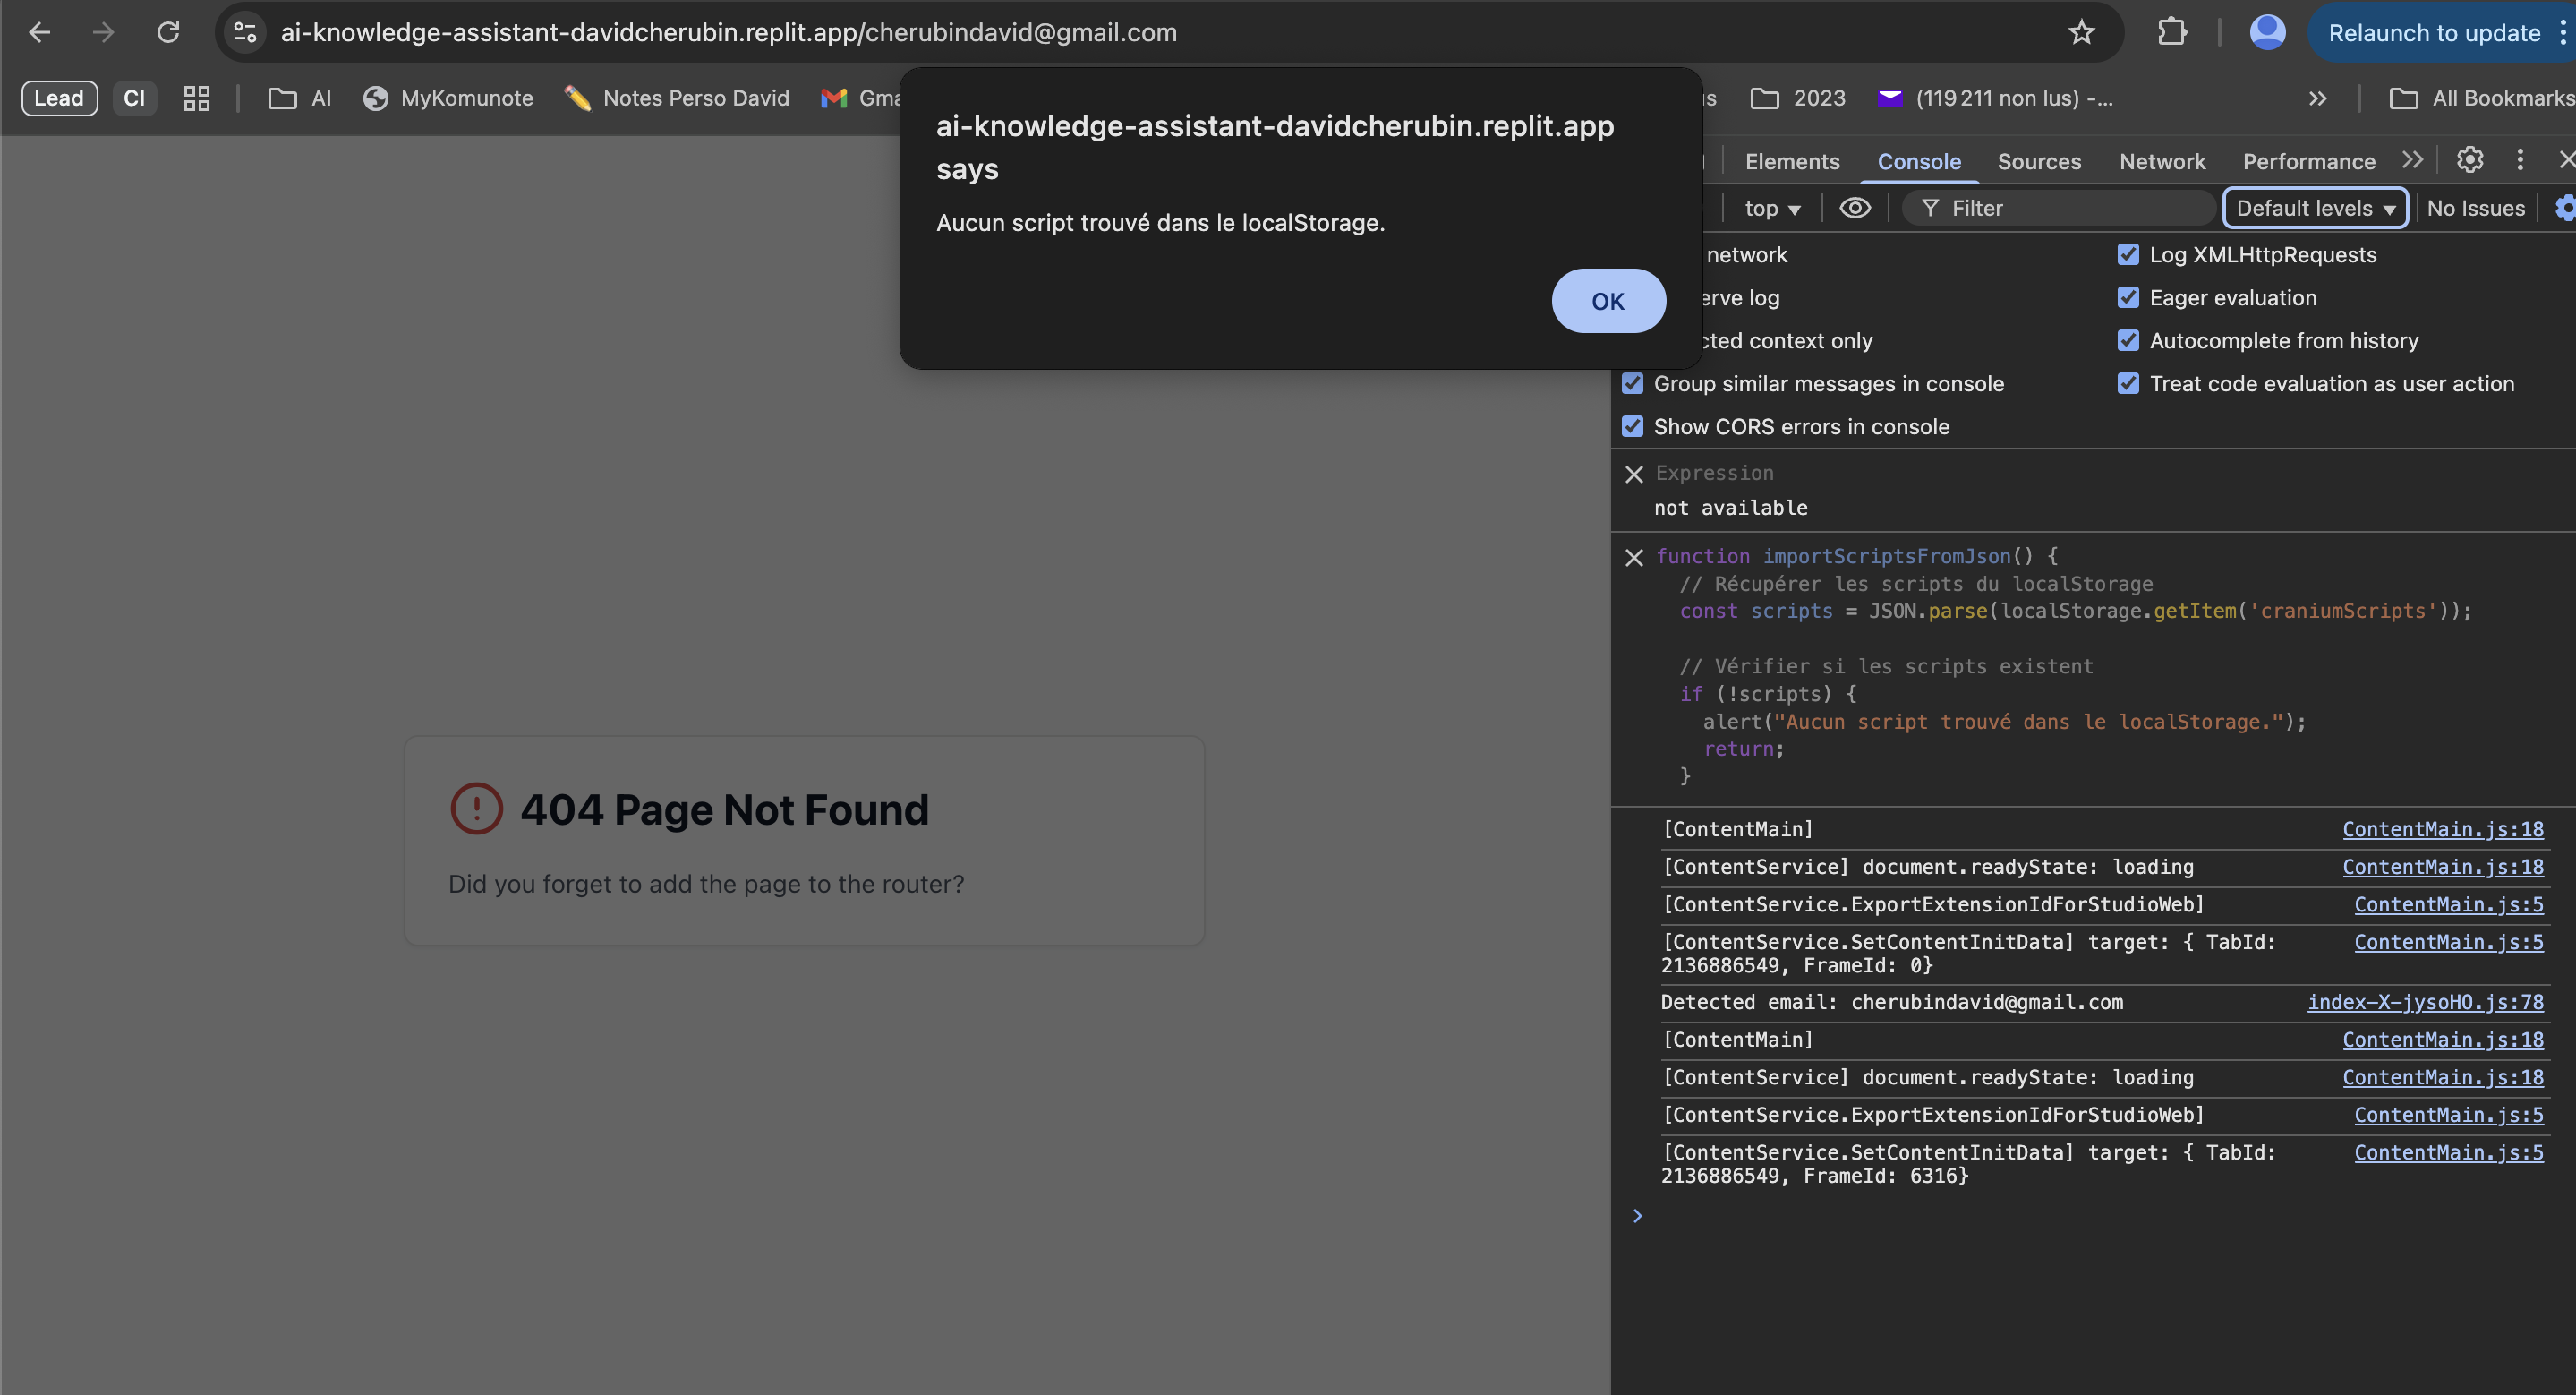 ai-knowledge-assistant-davidcherubin.replit.app/cherubindavid@gmail.com
Relaunch to update
Lead
CI
AI
MyKomunote
Notes Perso David
Gma
2023
(119 211 non lus) -...
All Bookmarks
ai-knowledge-assistant-davidcherubin.replit.app
says
Aucun script trouvé dans le localStorage.
OK
404 Page Not Found
Did you forget to add the page to the router?
Elements
Console
Sources
Network
Performance
top
Filter
Default levels
No Issues
network
Log XMLHttpRequests
erve log
Eager evaluation
cted context only
Autocomplete from history
Group similar messages in console
Treat code evaluation as user action
Show CORS errors in console
Expression
not available
function importScriptsFromJson() {
// Récupérer les scripts du localStorage
const scripts = JSON.parse(localStorage.getItem('craniumScripts'));
// Vérifier si les scripts existent
if (!scripts) {
alert("Aucun script trouvé dans le localStorage.");
return;
}
[ContentMain] ContentMain.js:18
[ContentService] document.readyState: loading ContentMain.js:18
[ContentService.ExportExtensionIdForStudioWeb] ContentMain.js:5
[ContentService.SetContentInitData] target: { TabId: ContentMain.js:5
2136886549, FrameId: 0}
Detected email: cherubindavid@gmail.com index-X-jysoHO.js:78
[ContentMain] ContentMain.js:18
[ContentService] document.readyState: loading ContentMain.js:18
[ContentService.ExportExtensionIdForStudioWeb] ContentMain.js:5
[ContentService.SetContentInitData] target: { TabId: ContentMain.js:5
2136886549, FrameId: 6316}